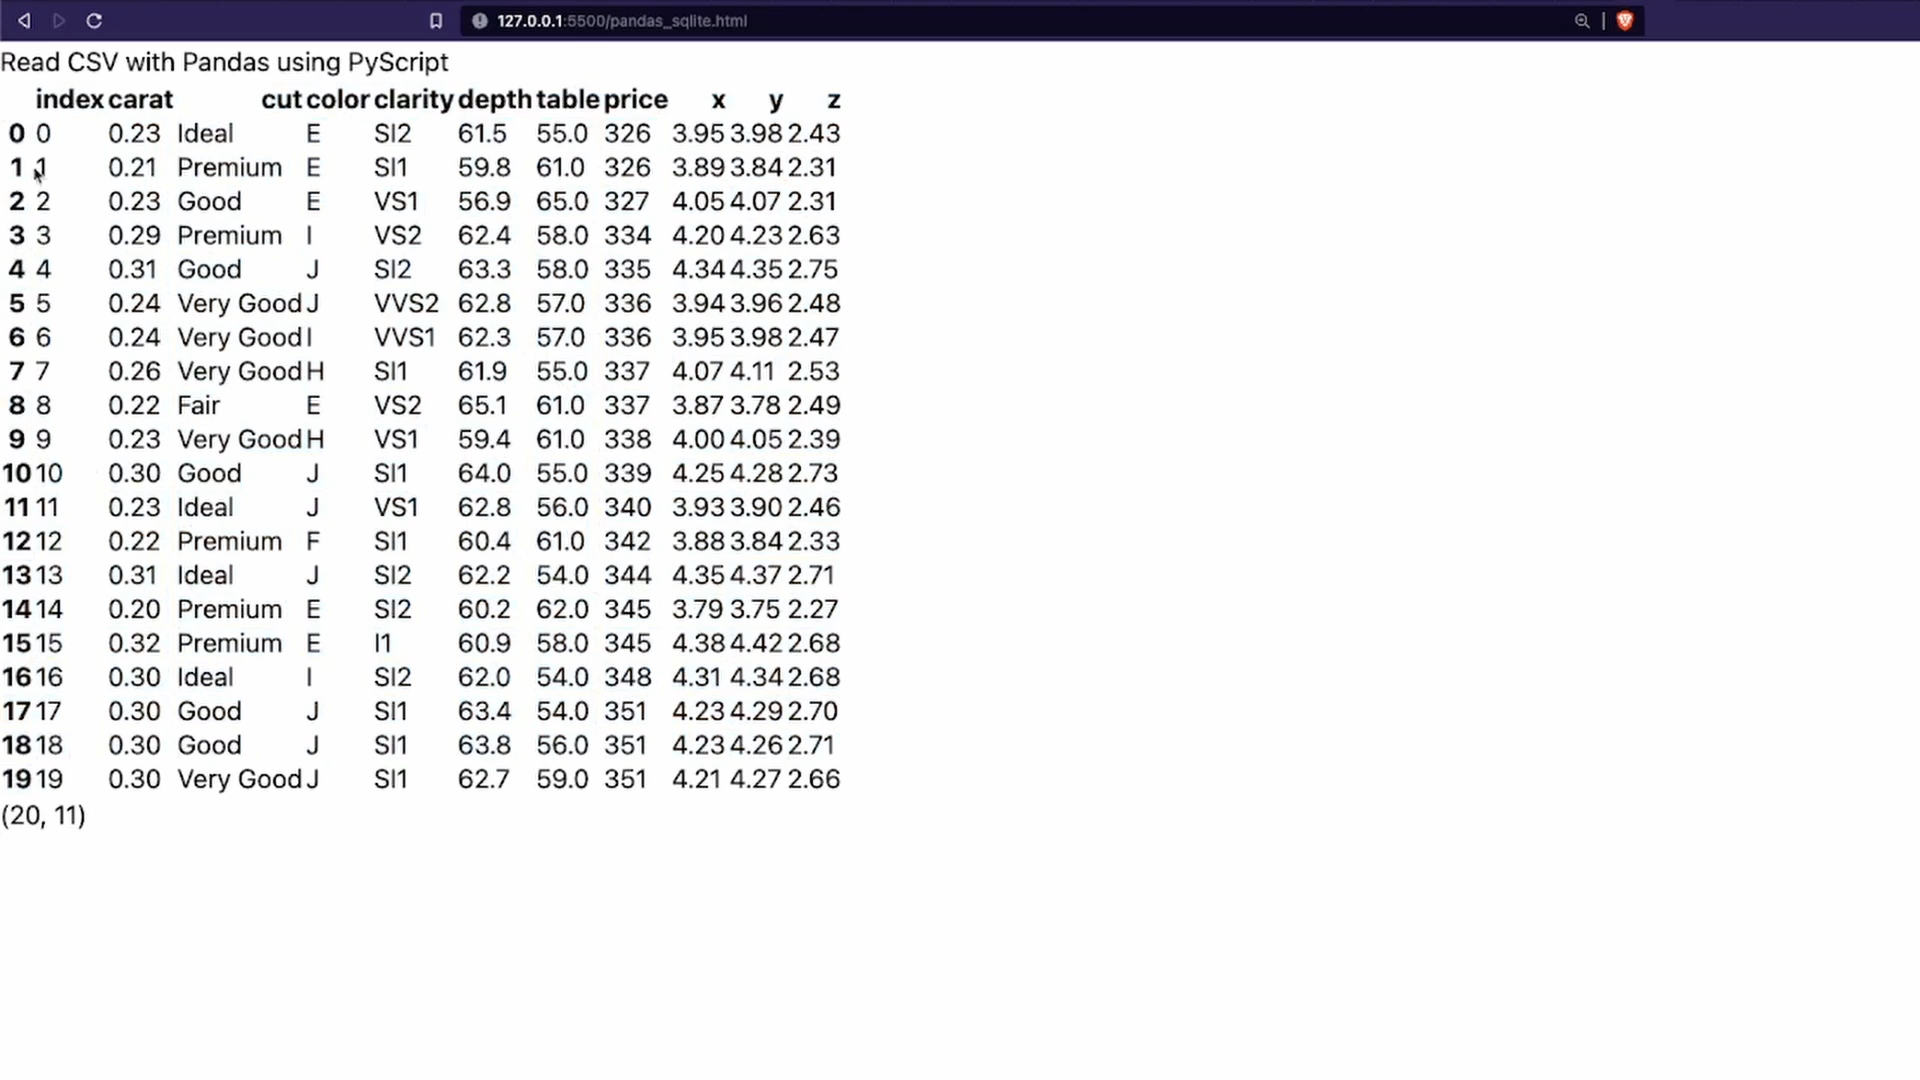 127.0.0.1:5500/pandas_sqlite.html
Read CSV with Pandas using PyScript
index carat cut color clarity depth table price x y z
0 0 0.23 Ideal E SI2 61.5 55.0 326 3.95 3.98 2.43
1 1 0.21 Premium E SI1 59.8 61.0 326 3.89 3.84 2.31
2 2 0.23 Good E VS1 56.9 65.0 327 4.05 4.07 2.31
3 3 0.29 Premium I VS2 62.4 58.0 334 4.20 4.23 2.63
4 4 0.31 Good J SI2 63.3 58.0 335 4.34 4.35 2.75
5 5 0.24 Very Good J VVS2 62.8 57.0 336 3.94 3.96 2.48
6 6 0.24 Very Good I VVS1 62.3 57.0 336 3.95 3.98 2.47
7 7 0.26 Very Good H SI1 61.9 55.0 337 4.07 4.11 2.53
8 8 0.22 Fair E VS2 65.1 61.0 337 3.87 3.78 2.49
9 9 0.23 Very Good H VS1 59.4 61.0 338 4.00 4.05 2.39
10 10 0.30 Good J SI1 64.0 55.0 339 4.25 4.28 2.73
11 11 0.23 Ideal J VS1 62.8 56.0 340 3.93 3.90 2.46
12 12 0.22 Premium F SI1 60.4 61.0 342 3.88 3.84 2.33
13 13 0.31 Ideal J SI2 62.2 54.0 344 4.35 4.37 2.71
14 14 0.20 Premium E SI2 60.2 62.0 345 3.79 3.75 2.27
15 15 0.32 Premium E I1 60.9 58.0 345 4.38 4.42 2.68
16 16 0.30 Ideal I SI2 62.0 54.0 348 4.31 4.34 2.68
17 17 0.30 Good J SI1 63.4 54.0 351 4.23 4.29 2.70
18 18 0.30 Good J SI1 63.8 56.0 351 4.23 4.26 2.71
19 19 0.30 Very Good J SI1 62.7 59.0 351 4.21 4.27 2.66
(20, 11)